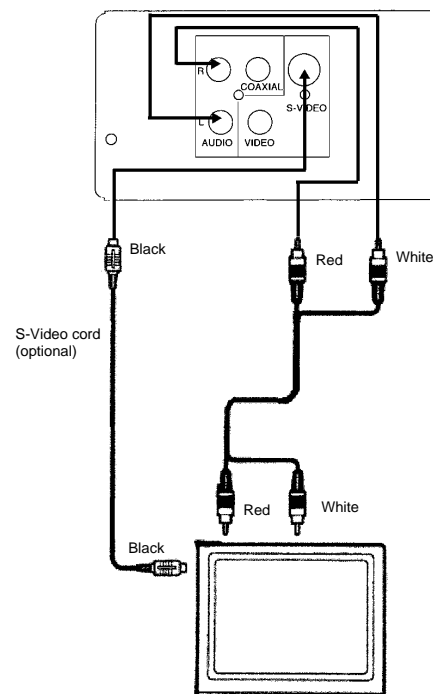 R
COAXIAL
S-VIDEO
L
AUDIO VIDEO
Black
Red
White
S-Video cord
(optional)
Red
White
Black